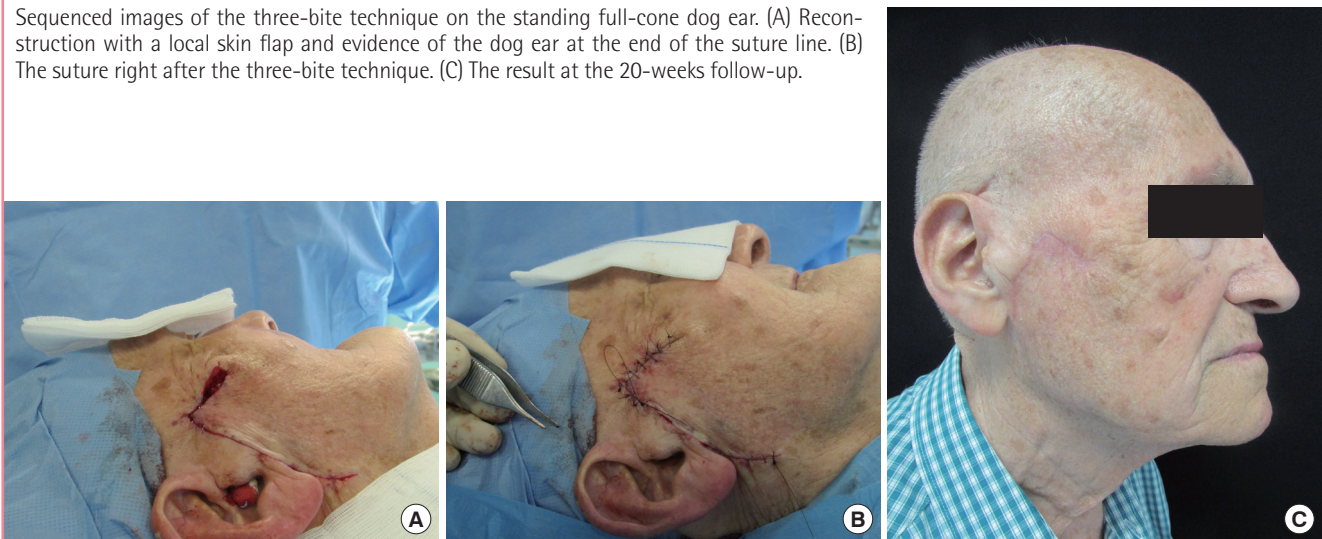 Sequenced images of the three-bite technique on the standing full-cone dog ear. (A) Recon-
struction with a local skin flap and evidence of the dog ear at the end of the suture line. (B)
The suture right after the three-bite technique. (C) The result at the 20-weeks follow-up.
A
B
C